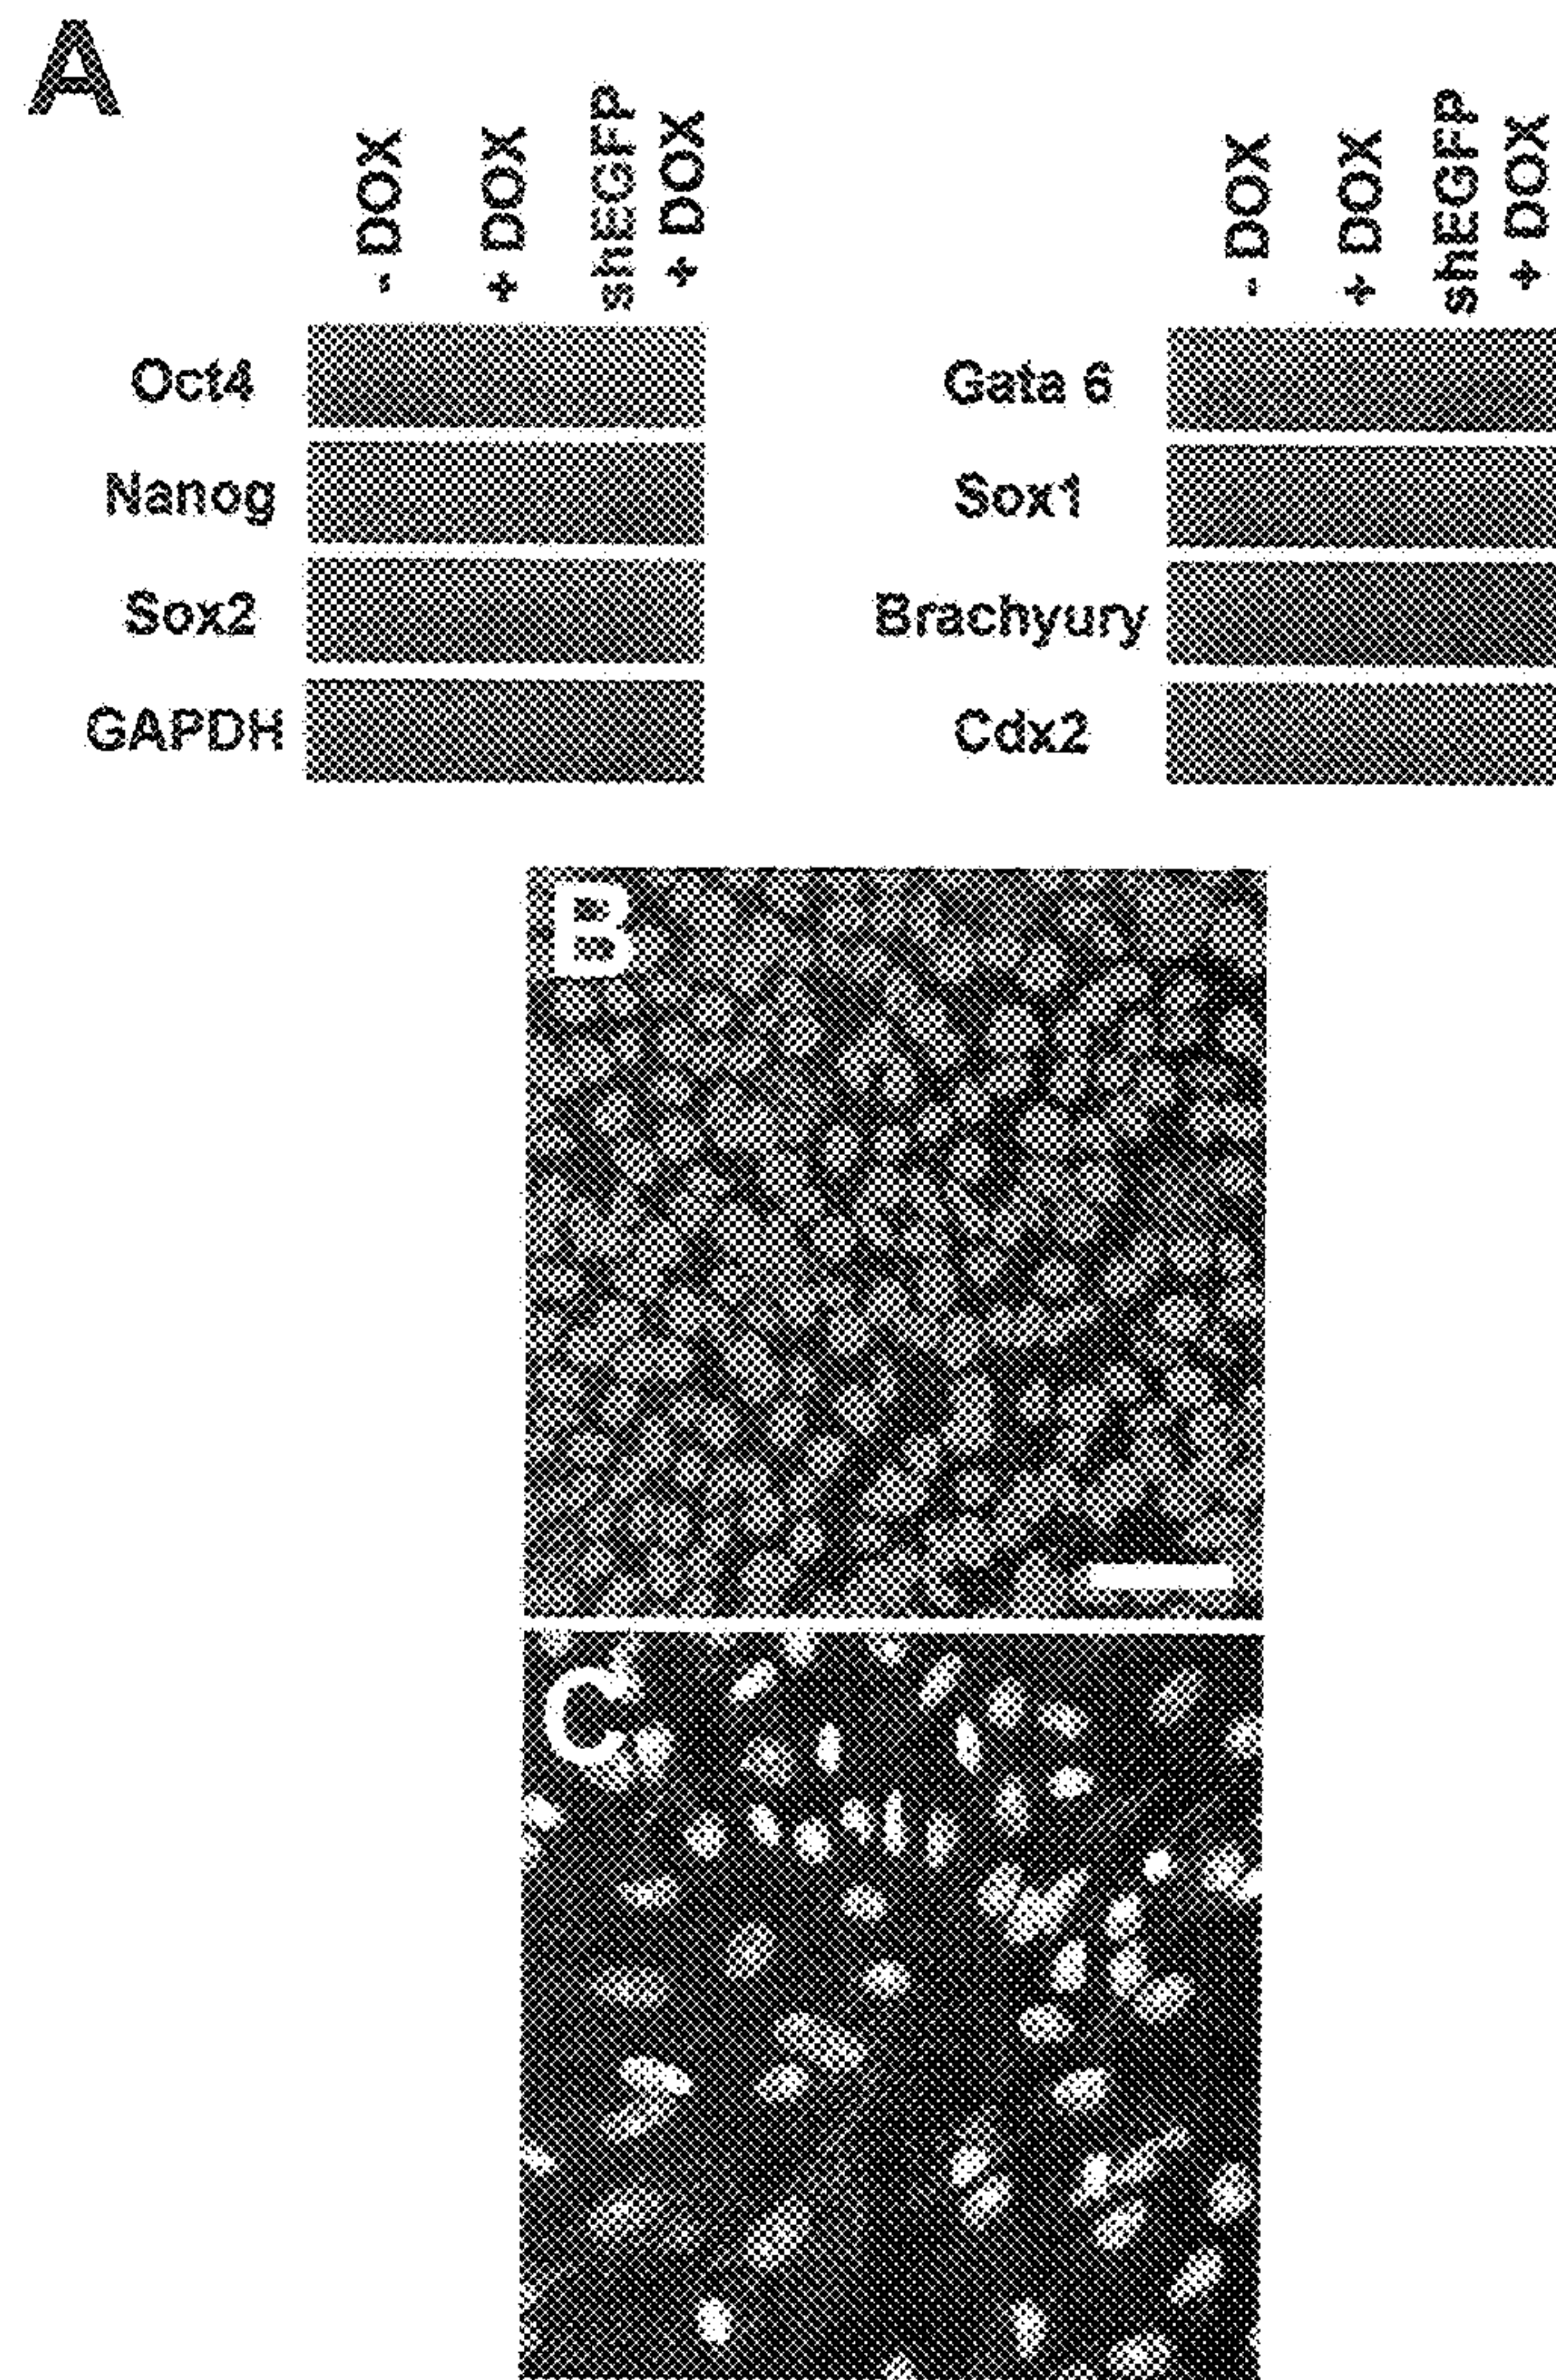 A
- DOX
+ DOX
shEGFP
+ DOX
- DOX
+ DOX
shEGFP
+ DOX
Oct4
Nanog
Sox2
GAPDH
Gata 6
Sox1
Brachyury
Cdx2
B
C